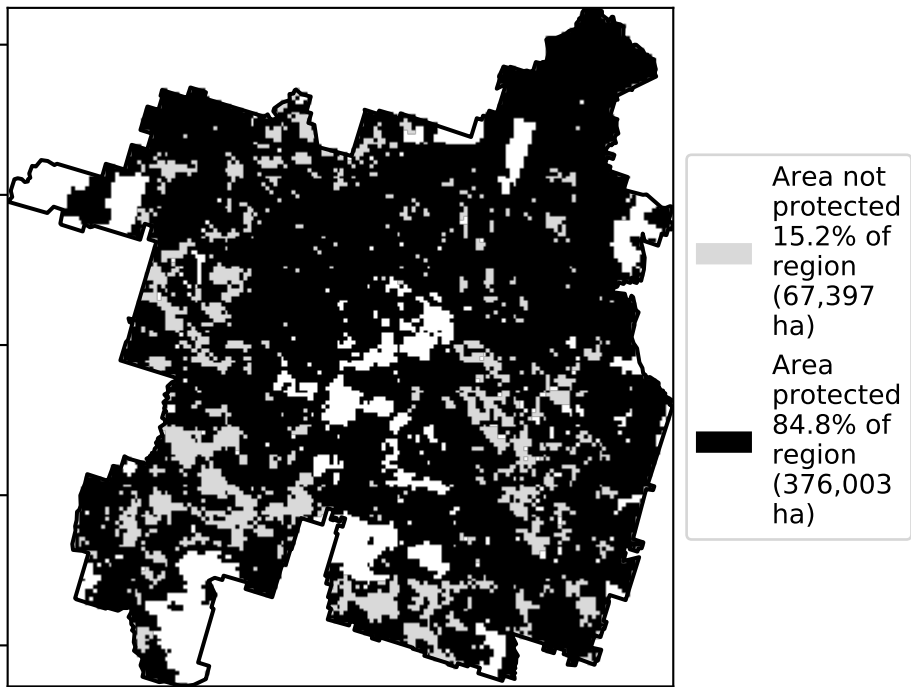 Area not
protected
15.2% of
region
(67,397
ha)
Area
protected
84.8% of
region
(376,003
ha)